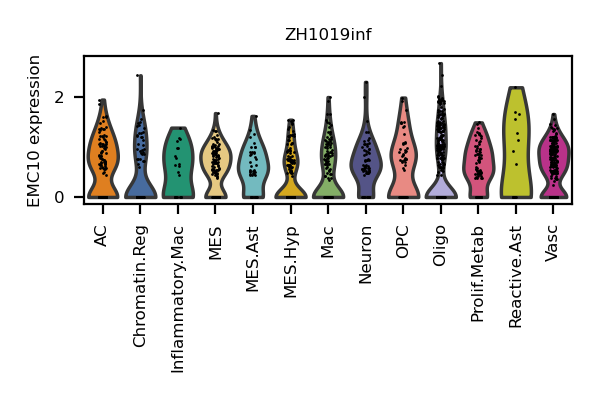 ZH1019inf
EMC10 expression
2
0
AC
Chromatin.Reg
Inflammatory.Mac
MES
MES.Ast
MES.Hyp
Mac
Neuron
OPC
Oligo
Prolif.Metab
Reactive.Ast
Vasc